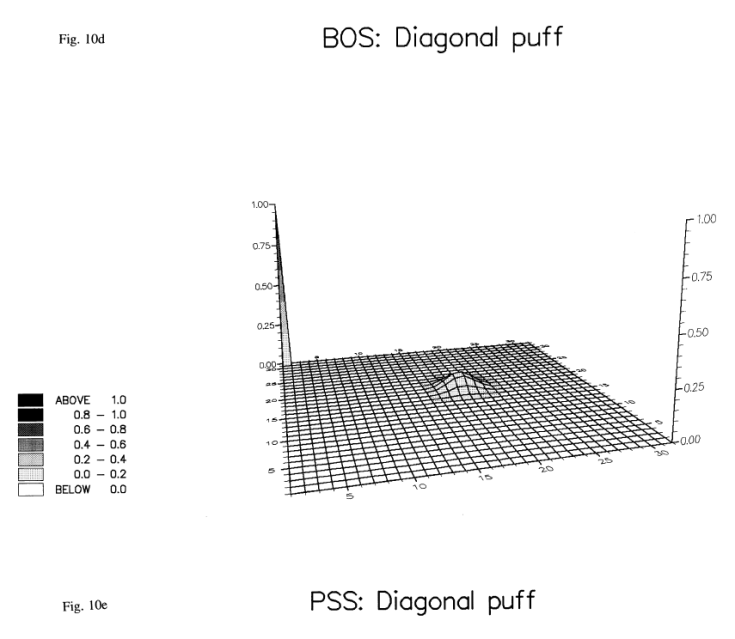 Fig. 10d
BOS: Diagonal puff
1.00
0.75
0.50
0.25
0.00
1.00
0.75
0.50
0.25
0.00
20
15
10
5
5
10
15
20
25
30
ABOVE 1.0
0.8 – 1.0
0.6 – 0.8
0.4 – 0.6
0.2 – 0.4
0.0 – 0.2
BELOW 0.0
Fig. 10e
PSS: Diagonal puff